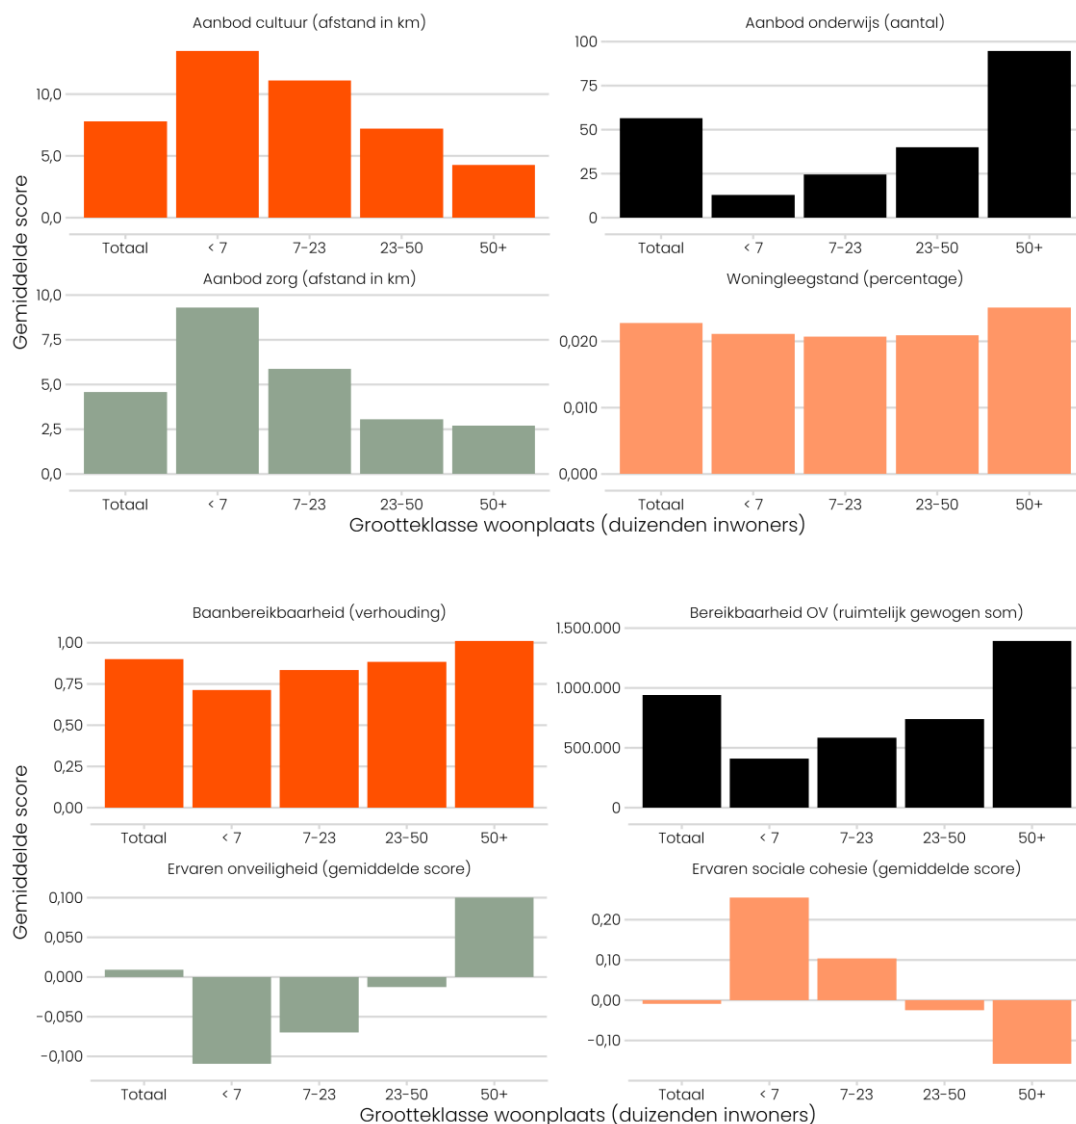 Aanbod cultuur (afstand in km)
10,0
5,0
0,0
Totaal < 7 7-23 23-50 50+
Aanbod onderwijs (aantal)
100
75
50
25
0
Totaal < 7 7-23 23-50 50+
Gemiddelde score
Aanbod zorg (afstand in km)
10,0
7,5
5,0
2,5
0,0
Totaal < 7 7-23 23-50 50+
Woningleegstand (percentage)
0,020
0,010
0,000
Totaal < 7 7-23 23-50 50+
Grootteklasse woonplaats (duizenden inwoners)
Baanbereikbaarheid (verhouding)
1,00
0,75
0,50
0,25
0,00
Totaal < 7 7-23 23-50 50+
Bereikbaarheid OV (ruimtelijk gewogen som)
1.500.000
1.000.000
500.000
0
Totaal < 7 7-23 23-50 50+
Gemiddelde score
Ervaren onveiligheid (gemiddelde score)
0,100
0,050
0,000
-0,050
-0,100
Totaal < 7 7-23 23-50 50+
Ervaren sociale cohesie (gemiddelde score)
0,20
0,10
0,00
-0,10
Totaal < 7 7-23 23-50 50+
Grootteklasse woonplaats (duizenden inwoners)